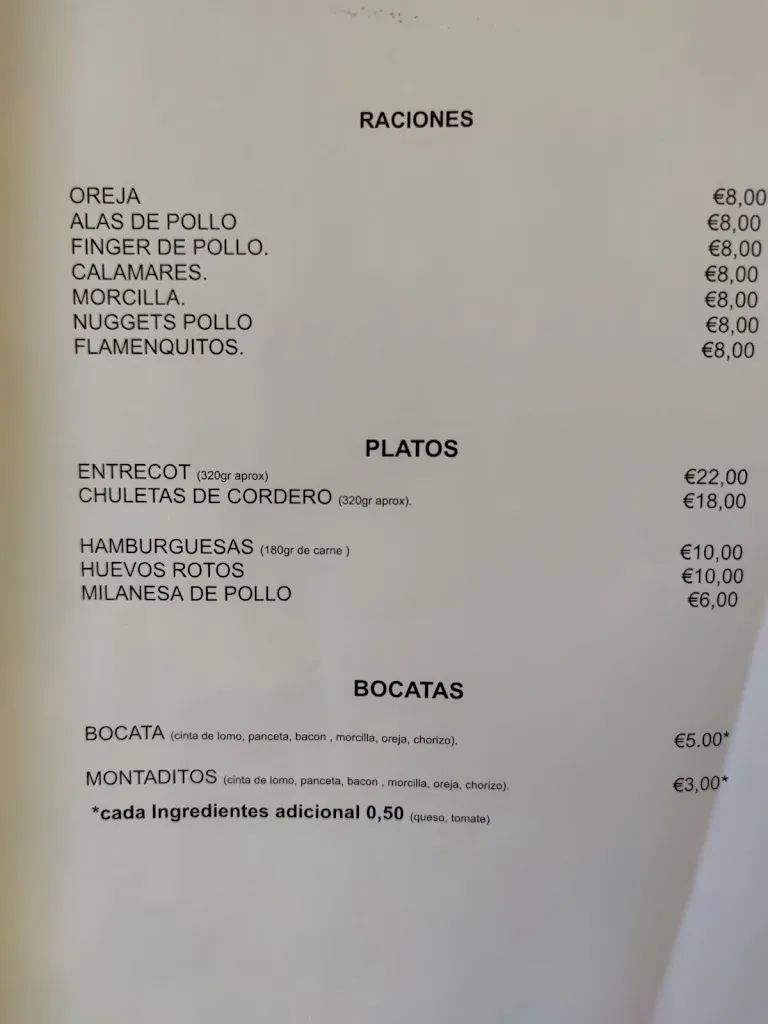 RACIONES
OREJA €8,00
ALAS DE POLLO €8,00
FINGER DE POLLO. €8,00
CALAMARES. €8,00
MORCILLA. €8,00
NUGGETS POLLO €8,00
FLAMENQUITOS. €8,00
PLATOS
ENTRECOT (320gr aprox) €22,00
CHULETAS DE CORDERO (320gr aprox). €18,00
HAMBURGUESAS (180gr de carne ) €10,00
HUEVOS ROTOS €10,00
MILANESA DE POLLO €6,00
BOCATAS
BOCATA (cinta de lomo, panceta, bacon , morcilla, oreja, chorizo). €5.00*
MONTADITOS (cinta de lomo, panceta, bacon , morcilla, oreja, chorizo). €3,00*
*cada Ingredientes adicional 0,50 (queso, tomate)